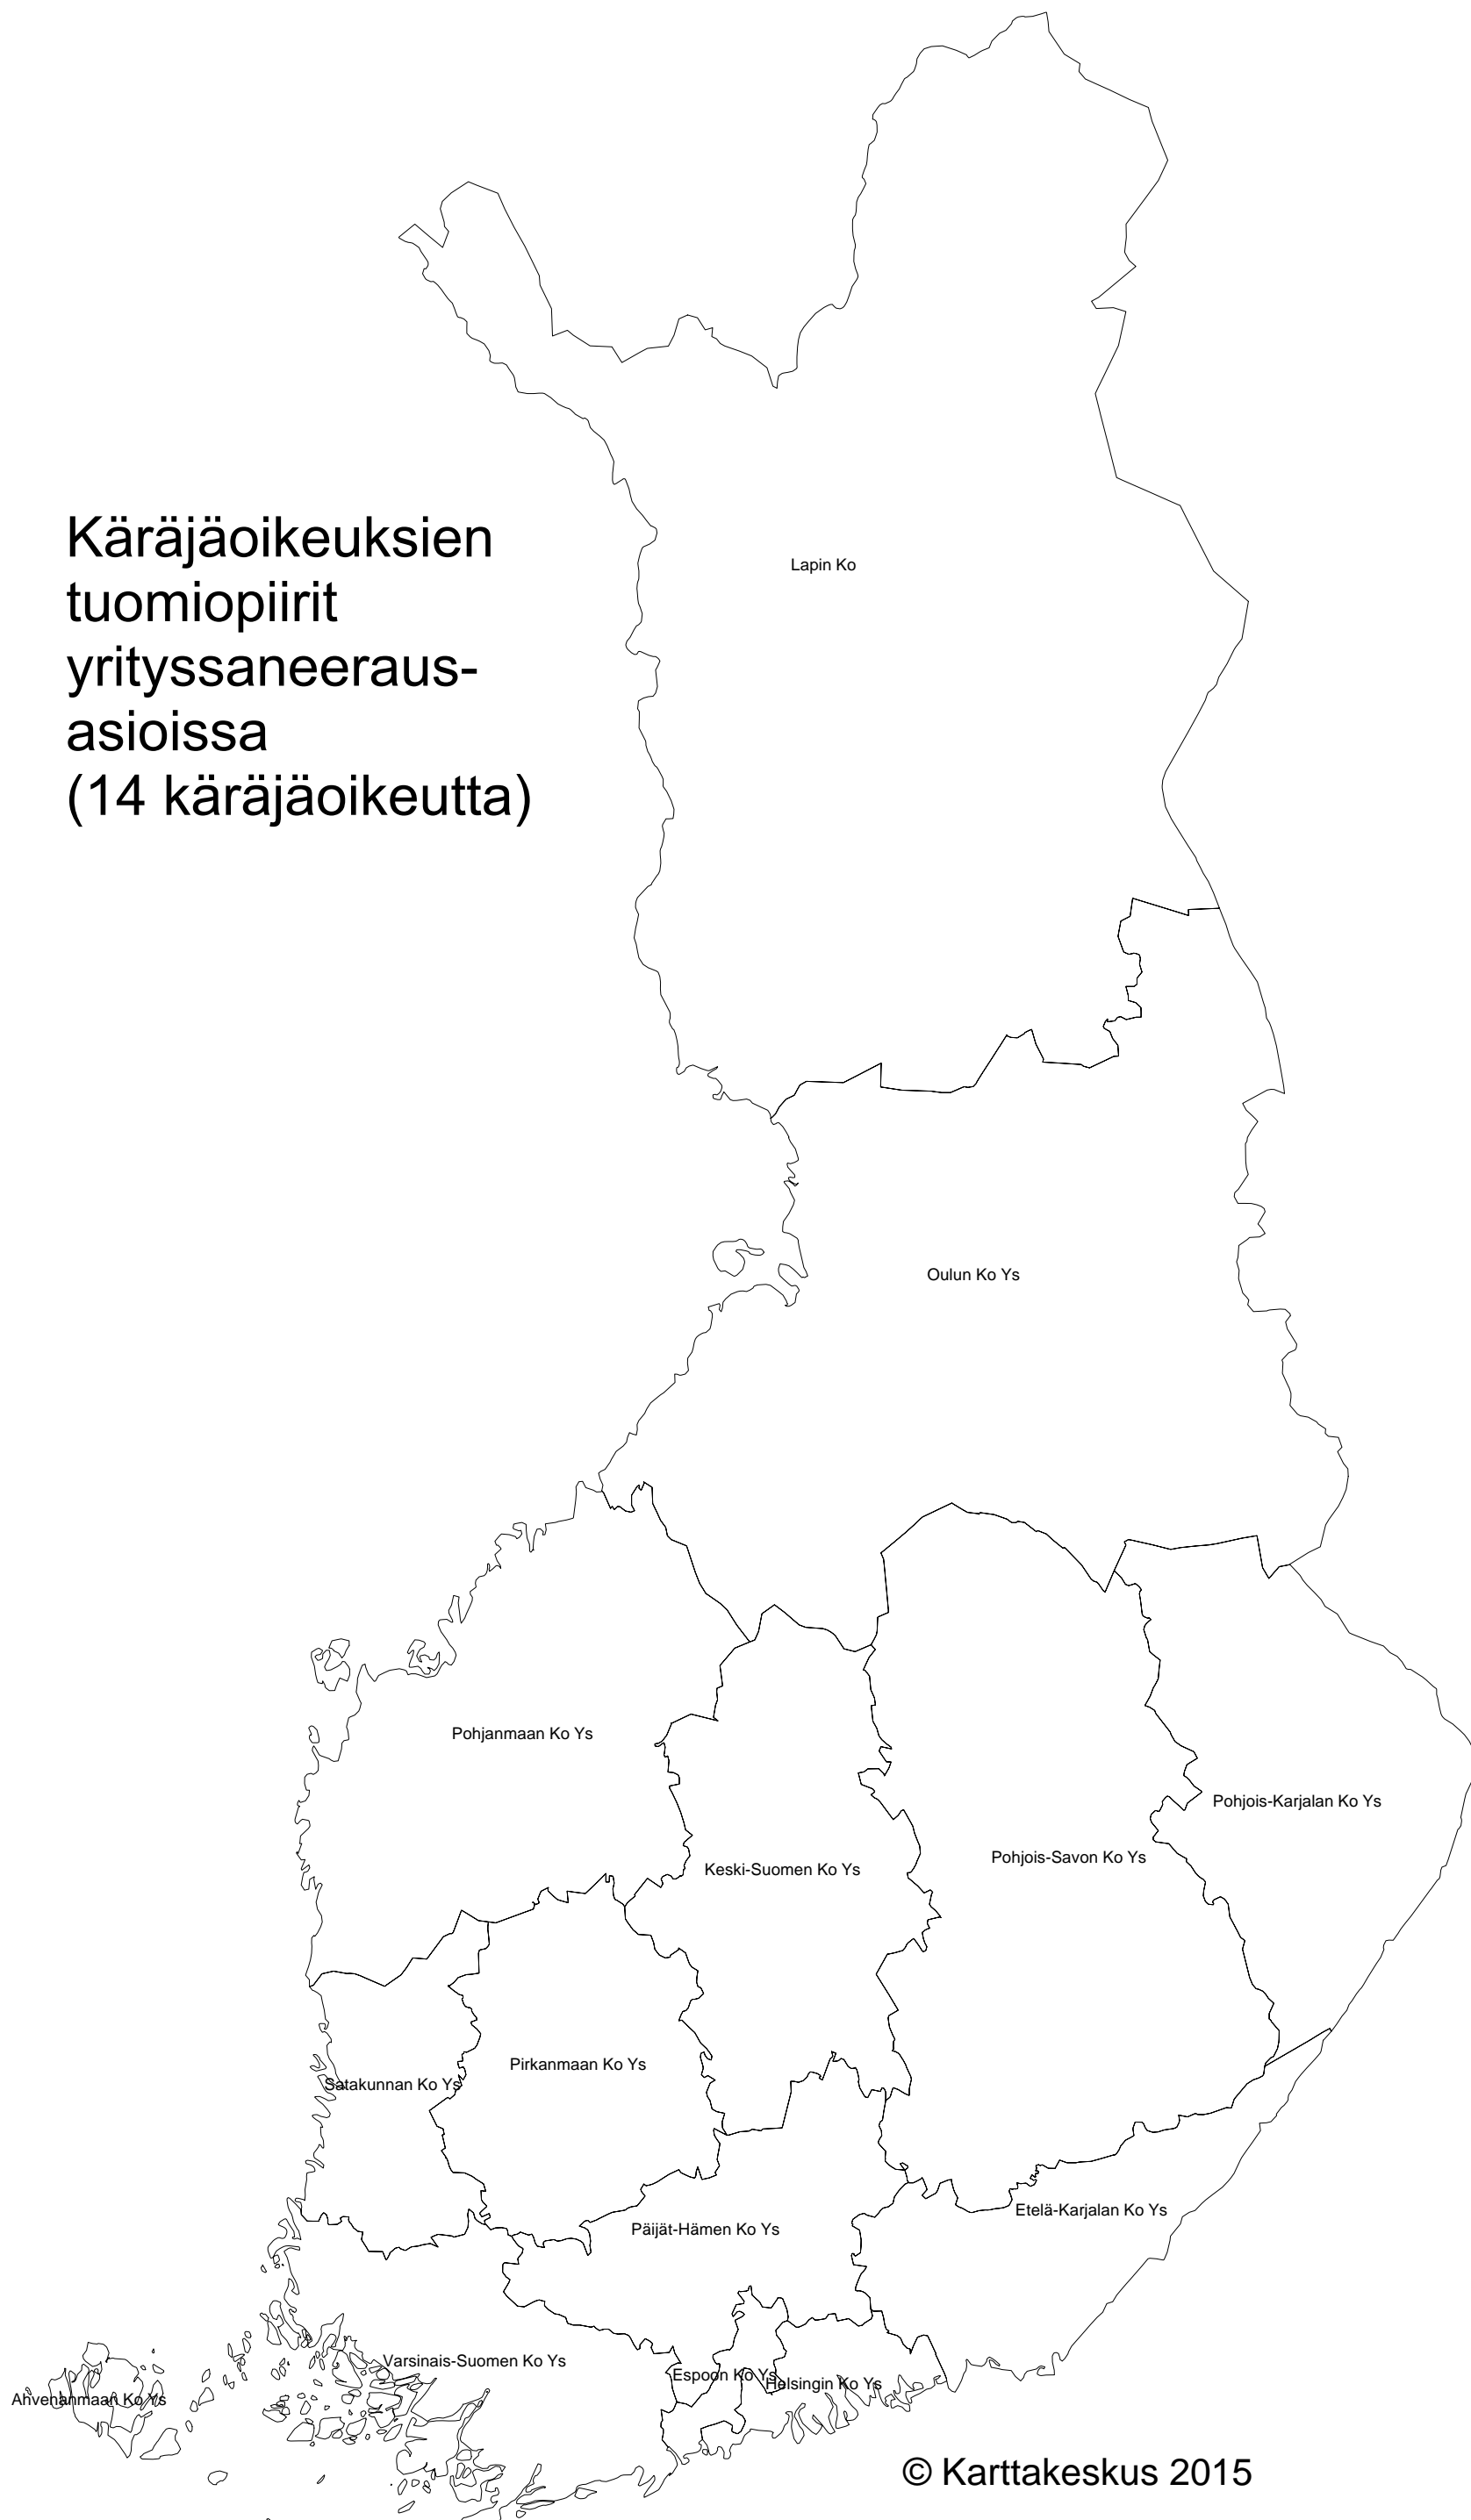 Käräjäoikeuksien
tuomiopiirit
yrityssaneeraus-
asioissa
(14 käräjäoikeutta)
Lapin Ko
Oulun Ko Ys
Pohjanmaan Ko Ys
Pohjois-Karjalan Ko Ys
Pohjois-Savon Ko Ys
Keski-Suomen Ko Ys
Pirkanmaan Ko Ys
Satakunnan Ko Ys
Etelä-Karjalan Ko Ys
Päijät-Hämen Ko Ys
Varsinais-Suomen Ko Ys
Espoon Ko Ys
Helsingin Ko Ys
Ahvenanmaan Ko Ys
© Karttakeskus 2015